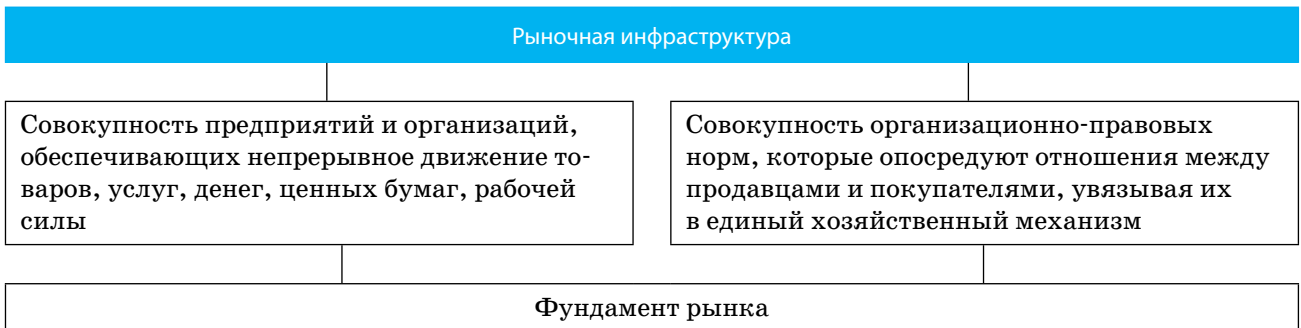 Рыночная инфраструктура
Совокупность предприятий и организаций,
обеспечивающих непрерывное движение то-
варов, услуг, денег, ценных бумаг, рабочей
силы
Совокупность организационно-правовых
норм, которые опосредуют отношения между
продавцами и покупателями, увязывая их
в единый хозяйственный механизм
Фундамент рынка